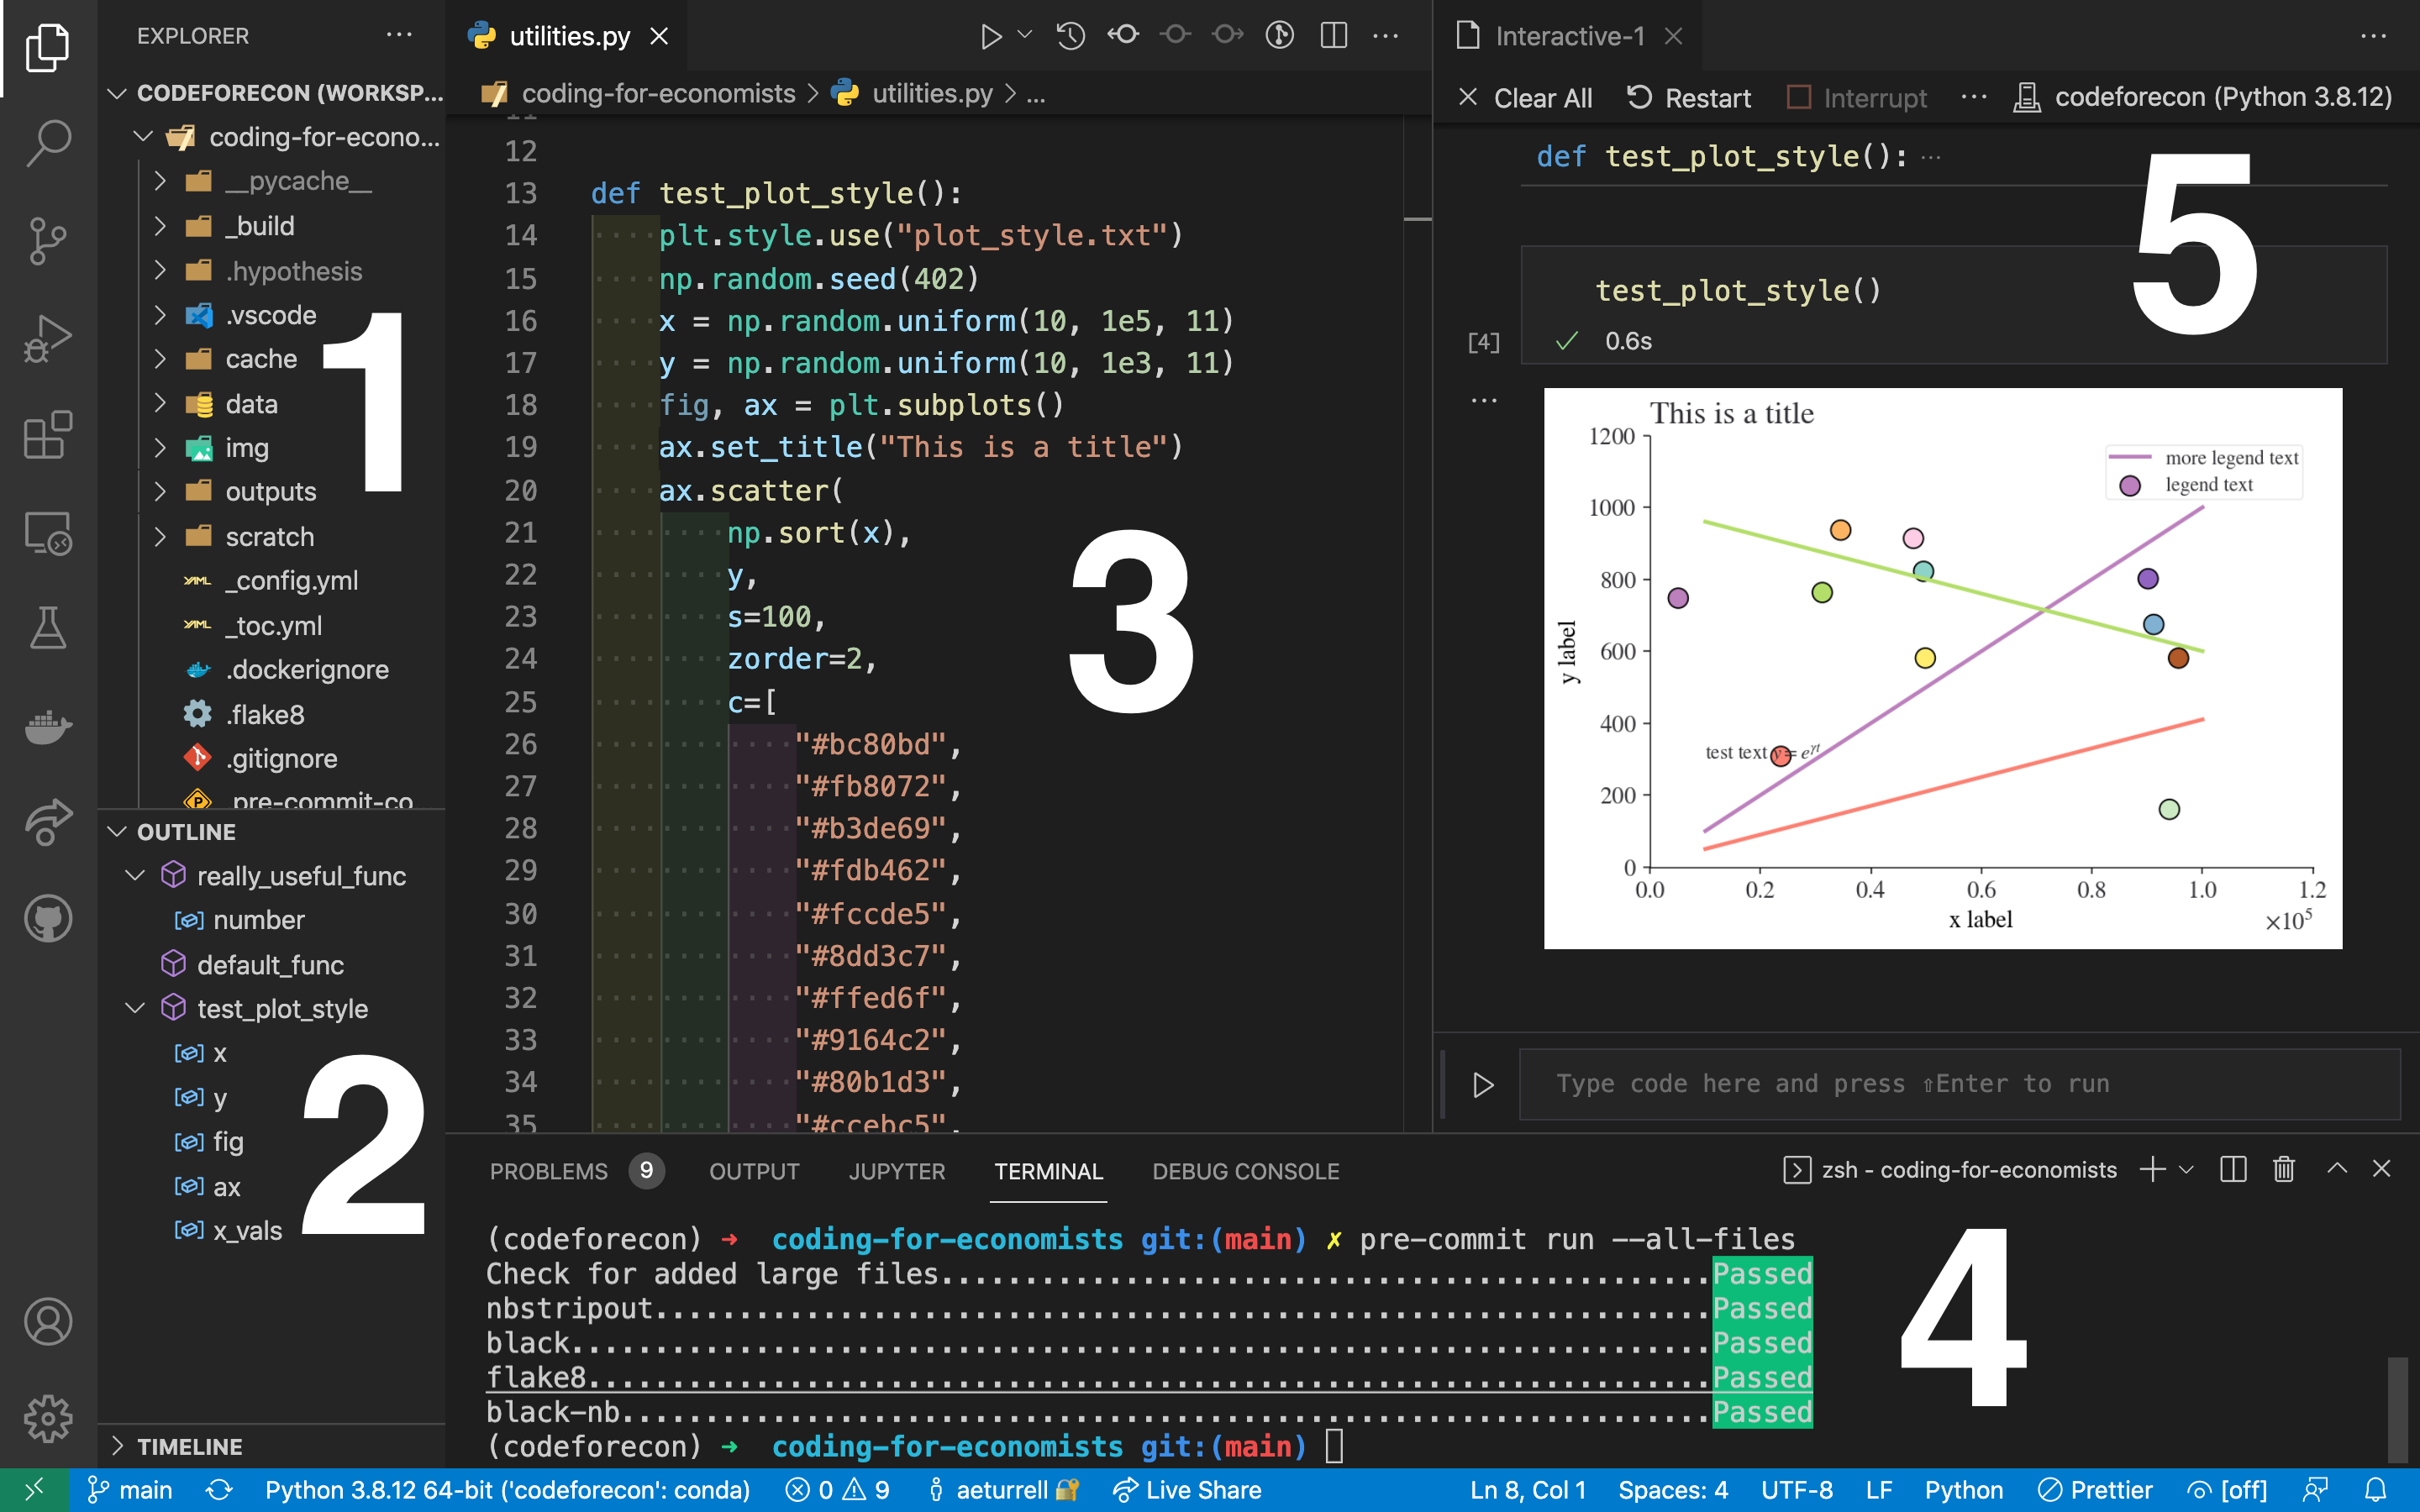 EXPLORER
CODEFORECON (WORKSP...
coding-for-econo...
__pycache__
_build
.hypothesis
.vscode
cache
data
img
outputs
scratch
_config.yml
_toc.yml
.dockerignore
.flake8
.gitignore
.pre-commit-co...
1
OUTLINE
really_useful_func
number
default_func
test_plot_style
x
y
fig
ax
x_vals
2
TIMELINE
utilities.py
coding-for-economists > utilities.py > ...
11
12
13 def test_plot_style():
14 plt.style.use("plot_style.txt")
15 np.random.seed(402)
16 x = np.random.uniform(10, 1e5, 11)
17 y = np.random.uniform(10, 1e3, 11)
18 fig, ax = plt.subplots()
19 ax.set_title("This is a title")
20 ax.scatter(
21 np.sort(x),
22 y,
23 s=100,
24 zorder=2,
25 c=[
26 "#bc80bd",
27 "#fb8072",
28 "#b3de69",
29 "#fdb462",
30 "#fccde5",
31 "#8dd3c7",
32 "#ffed6f",
33 "#9164c2",
34 "#80b1d3",
35 "#ccebc5",
3
Interactive-1
Clear All Restart Interrupt ... codeforecon (Python 3.8.12)
def test_plot_style(): ...
5
test_plot_style()
[4] 0.6s
This is a title
more legend text
legend text
1200
1000
800
600
400
200
0
y label
test text y = e^{γt}
0.0 0.2 0.4 0.6 0.8 1.0 1.2
x label
×10⁵
Type code here and press ⇧Enter to run
PROBLEMS 9 OUTPUT JUPYTER TERMINAL DEBUG CONSOLE zsh - coding-for-economists
(codeforecon) ➜ coding-for-economists git:(main) ✗ pre-commit run --all-files
Check for added large files..............................................Passed
nbstripout...............................................................Passed
black....................................................................Passed
flake8...................................................................Passed
black-nb.................................................................Passed
(codeforecon) ➜ coding-for-economists git:(main)
4
main Python 3.8.12 64-bit ('codeforecon': conda) 0 9 aeturrell 🔐 Live Share Ln 8, Col 1 Spaces: 4 UTF-8 LF Python Prettier [off]